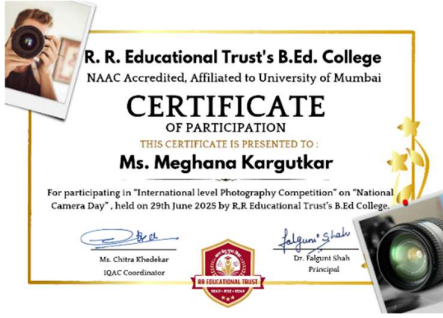 R. R. Educational Trust's B.Ed. College
NAAC Accredited, Affiliated to University of Mumbai
CERTIFICATE
OF PARTICIPATION
THIS CERTIFICATE IS PRESENTED TO :
Ms. Meghana Kargutkar
For participating in "International level Photography Competition" on "National
Camera Day" , held on 29th June 2025 by R.R Educational Trust's B.Ed College.
falguni Shah
Ms. Chitra Khedekar
IQAC Coordinator
Dr. Falguni Shah
Principal
RR EDUCATIONAL TRUST